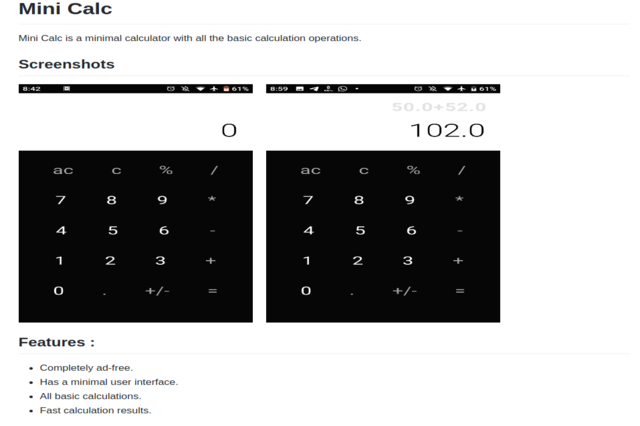 Mini Calc
Mini Calc is a minimal calculator with all the basic calculation operations.
Screenshots
8:42 61%
0
ac c % /
7 8 9 *
4 5 6 -
1 2 3 +
0 . +/- =
8:59 61%
50.0+52.0
102.0
ac c % /
7 8 9 *
4 5 6 -
1 2 3 +
0 . +/- =
Features :
Completely ad-free.
Has a minimal user interface.
All basic calculations.
Fast calculation results.